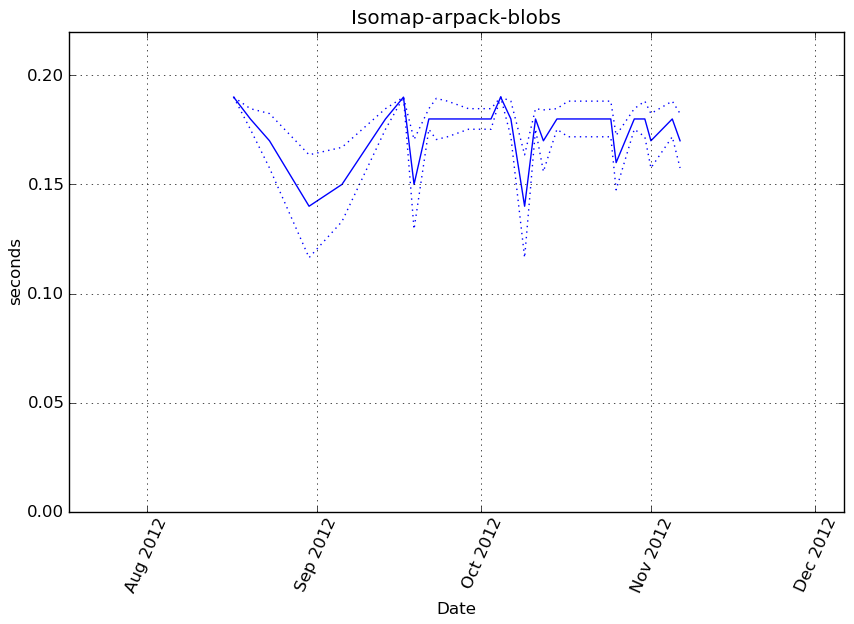 Isomap-arpack-blobs
0.20
0.15
0.10
0.05
0.00
seconds
Aug 2012
Sep 2012
Oct 2012
Nov 2012
Dec 2012
Date